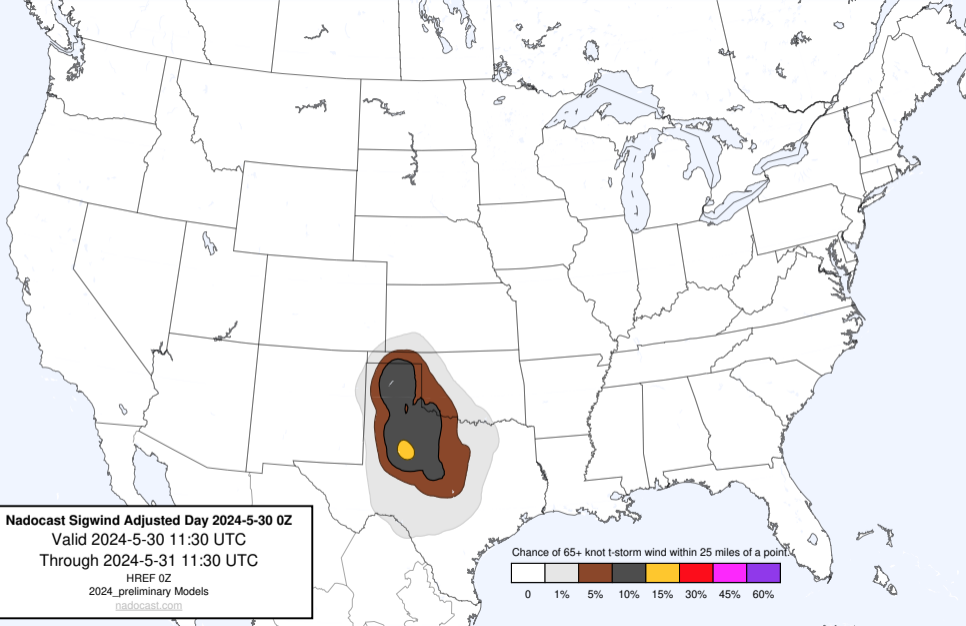 Nadocast Sigwind Adjusted Day 2024-5-30 0Z
Valid 2024-5-30 11:30 UTC
Through 2024-5-31 11:30 UTC
HREF 0Z
2024_preliminary Models
nadocast.com
Chance of 65+ knot t-storm wind within 25 miles of a point.
0 1% 5% 10% 15% 30% 45% 60%